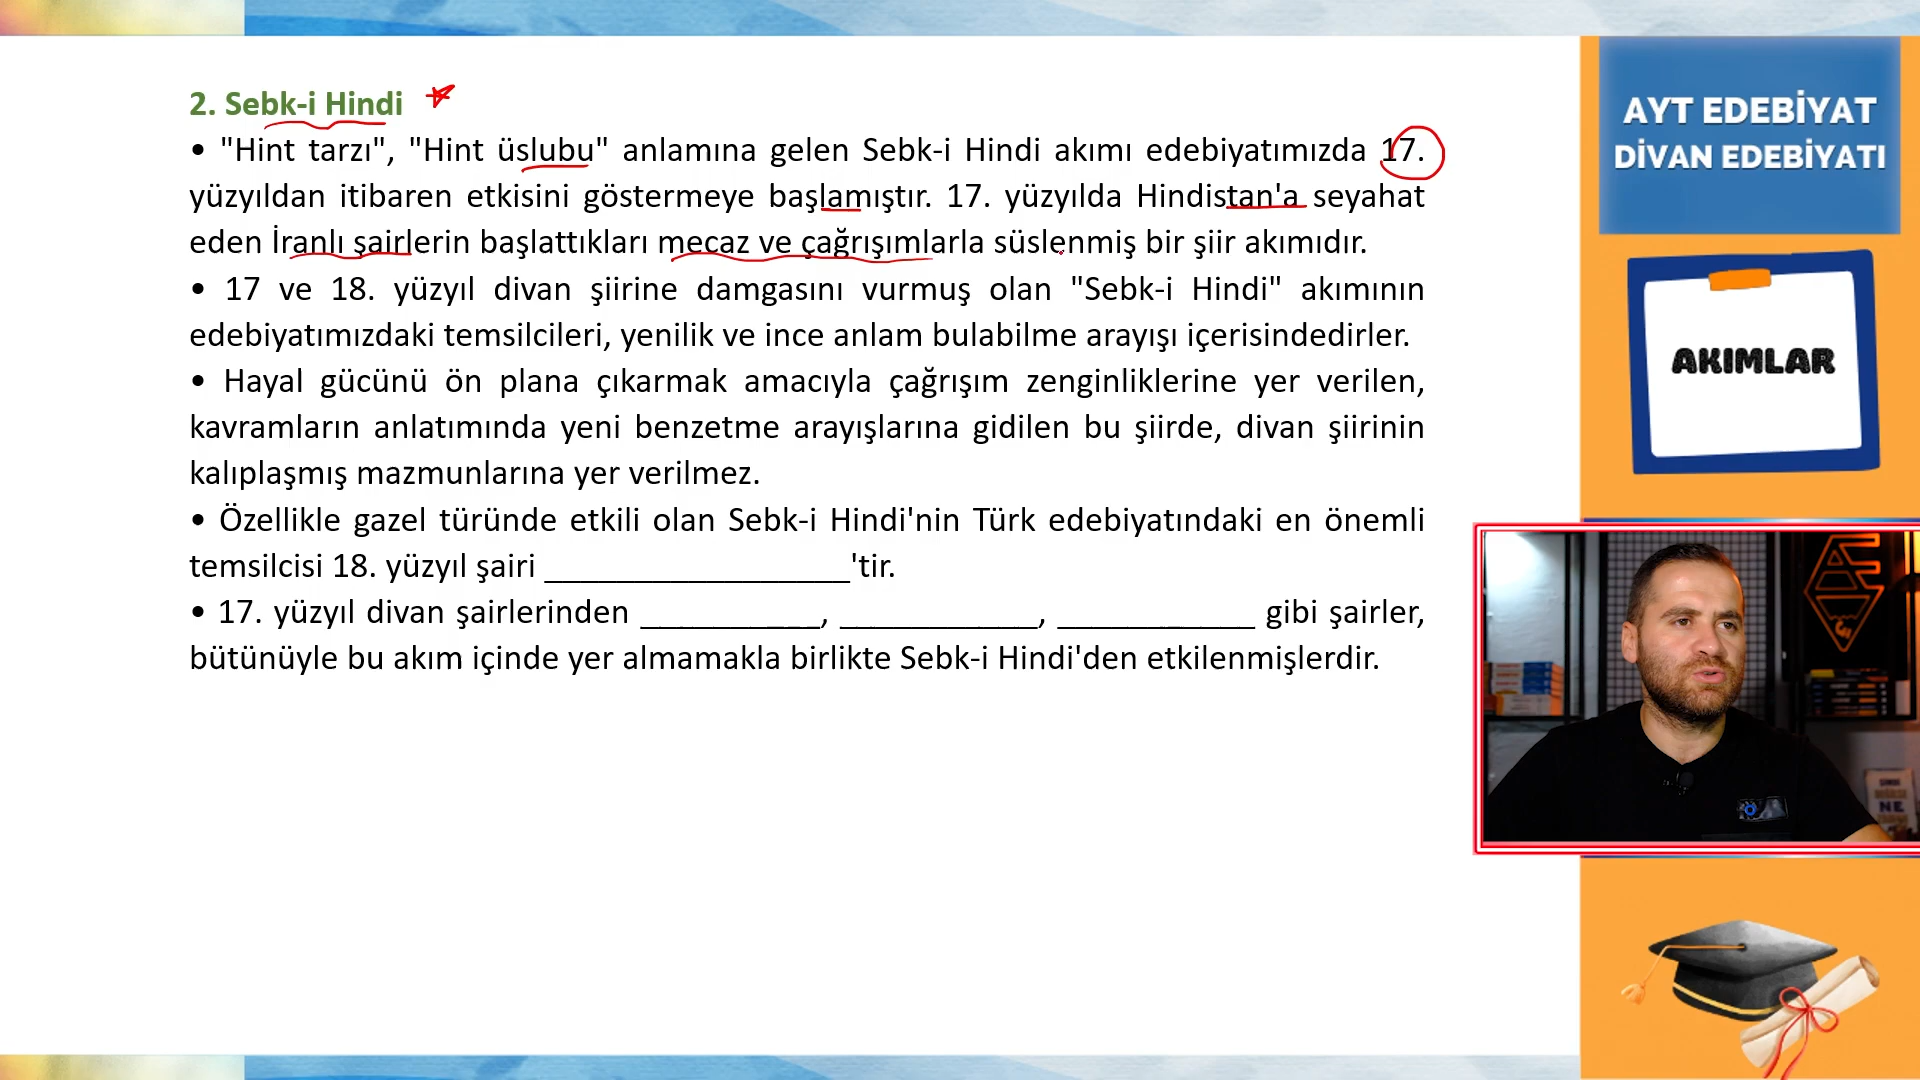 2. Sebk-i Hindi
• "Hint tarzı", "Hint üslubu" anlamına gelen Sebk-i Hindi akımı edebiyatımızda 17.
yüzyıldan itibaren etkisini göstermeye başlamıştır. 17. yüzyılda Hindistan'a seyahat
eden İranlı şairlerin başlattıkları mecaz ve çağrışımlarla süslenmiş bir şiir akımıdır.
• 17 ve 18. yüzyıl divan şiirine damgasını vurmuş olan "Sebk-i Hindi" akımının
edebiyatımızdaki temsilcileri, yenilik ve ince anlam bulabilme arayışı içerisindedirler.
• Hayal gücünü ön plana çıkarmak amacıyla çağrışım zenginliklerine yer verilen,
kavramların anlatımında yeni benzetme arayışlarına gidilen bu şiirde, divan şiirinin
kalıplaşmış mazmunlarına yer verilmez.
• Özellikle gazel türünde etkili olan Sebk-i Hindi'nin Türk edebiyatındaki en önemli
temsilcisi 18. yüzyıl şairi _________________'tir.
• 17. yüzyıl divan şairlerinden __________, ___________, ___________ gibi şairler,
bütünüyle bu akım içinde yer almamakla birlikte Sebk-i Hindi'den etkilenmişlerdir.
AYT EDEBİYAT
DİVAN EDEBİYATI
AKIMLAR
NE